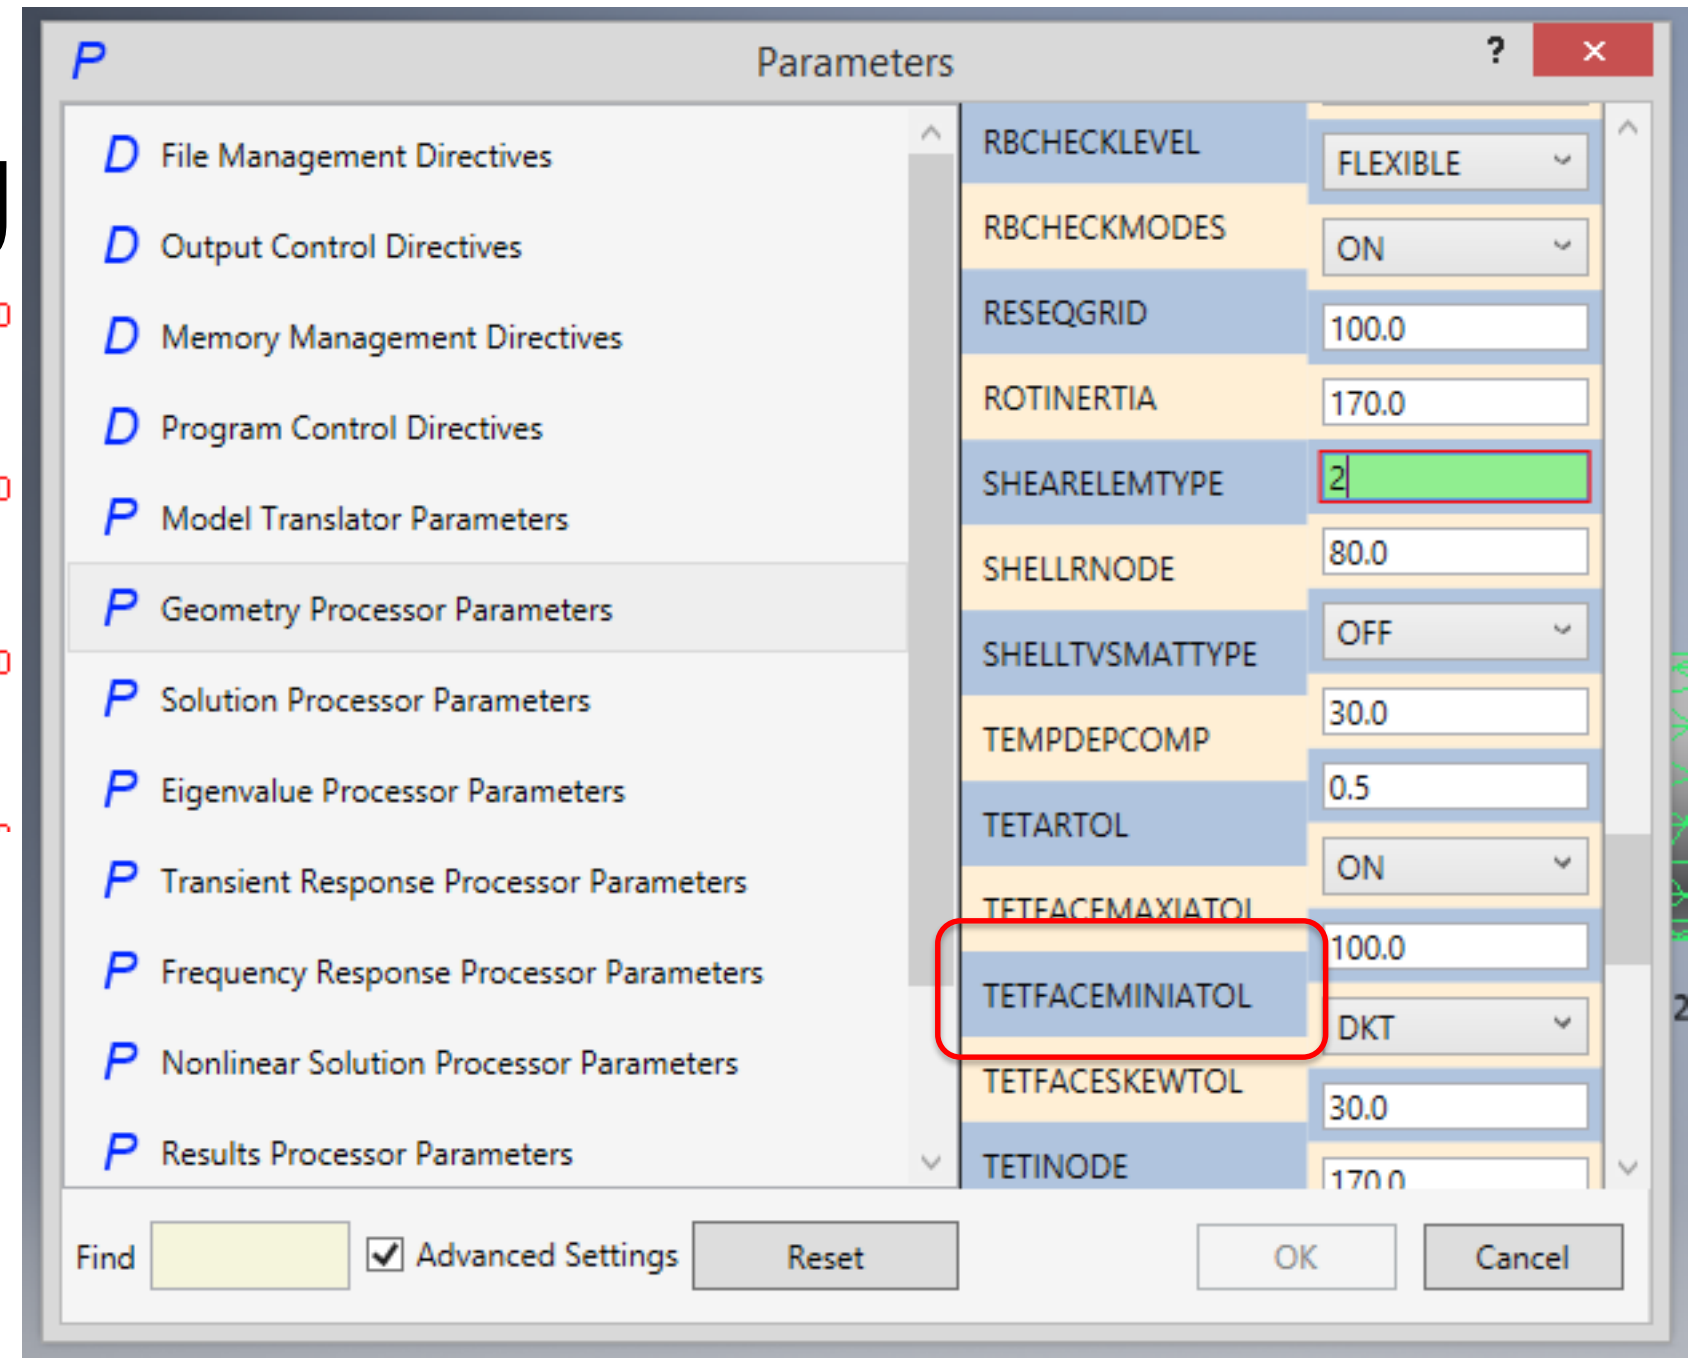 P Parameters ? ×
D File Management Directives
D Output Control Directives
D Memory Management Directives
D Program Control Directives
P Model Translator Parameters
P Geometry Processor Parameters
P Solution Processor Parameters
P Eigenvalue Processor Parameters
P Transient Response Processor Parameters
P Frequency Response Processor Parameters
P Nonlinear Solution Processor Parameters
P Results Processor Parameters
RBCHECKLEVEL
RBCHECKMODES
RESEQGRID
ROTINERTIA
SHEARELEMTYPE
SHELLRNODE
SHELLTVSMATTYPE
TEMPDEPCOMP
TETARTOL
TETFACEMAXIATOL
TETFACEMINIATOL
TETFACESKEWTOL
TETINODE
FLEXIBLE
ON
100.0
170.0
2
80.0
OFF
30.0
0.5
ON
100.0
DKT
30.0
170.0
Find Advanced Settings Reset OK Cancel
2